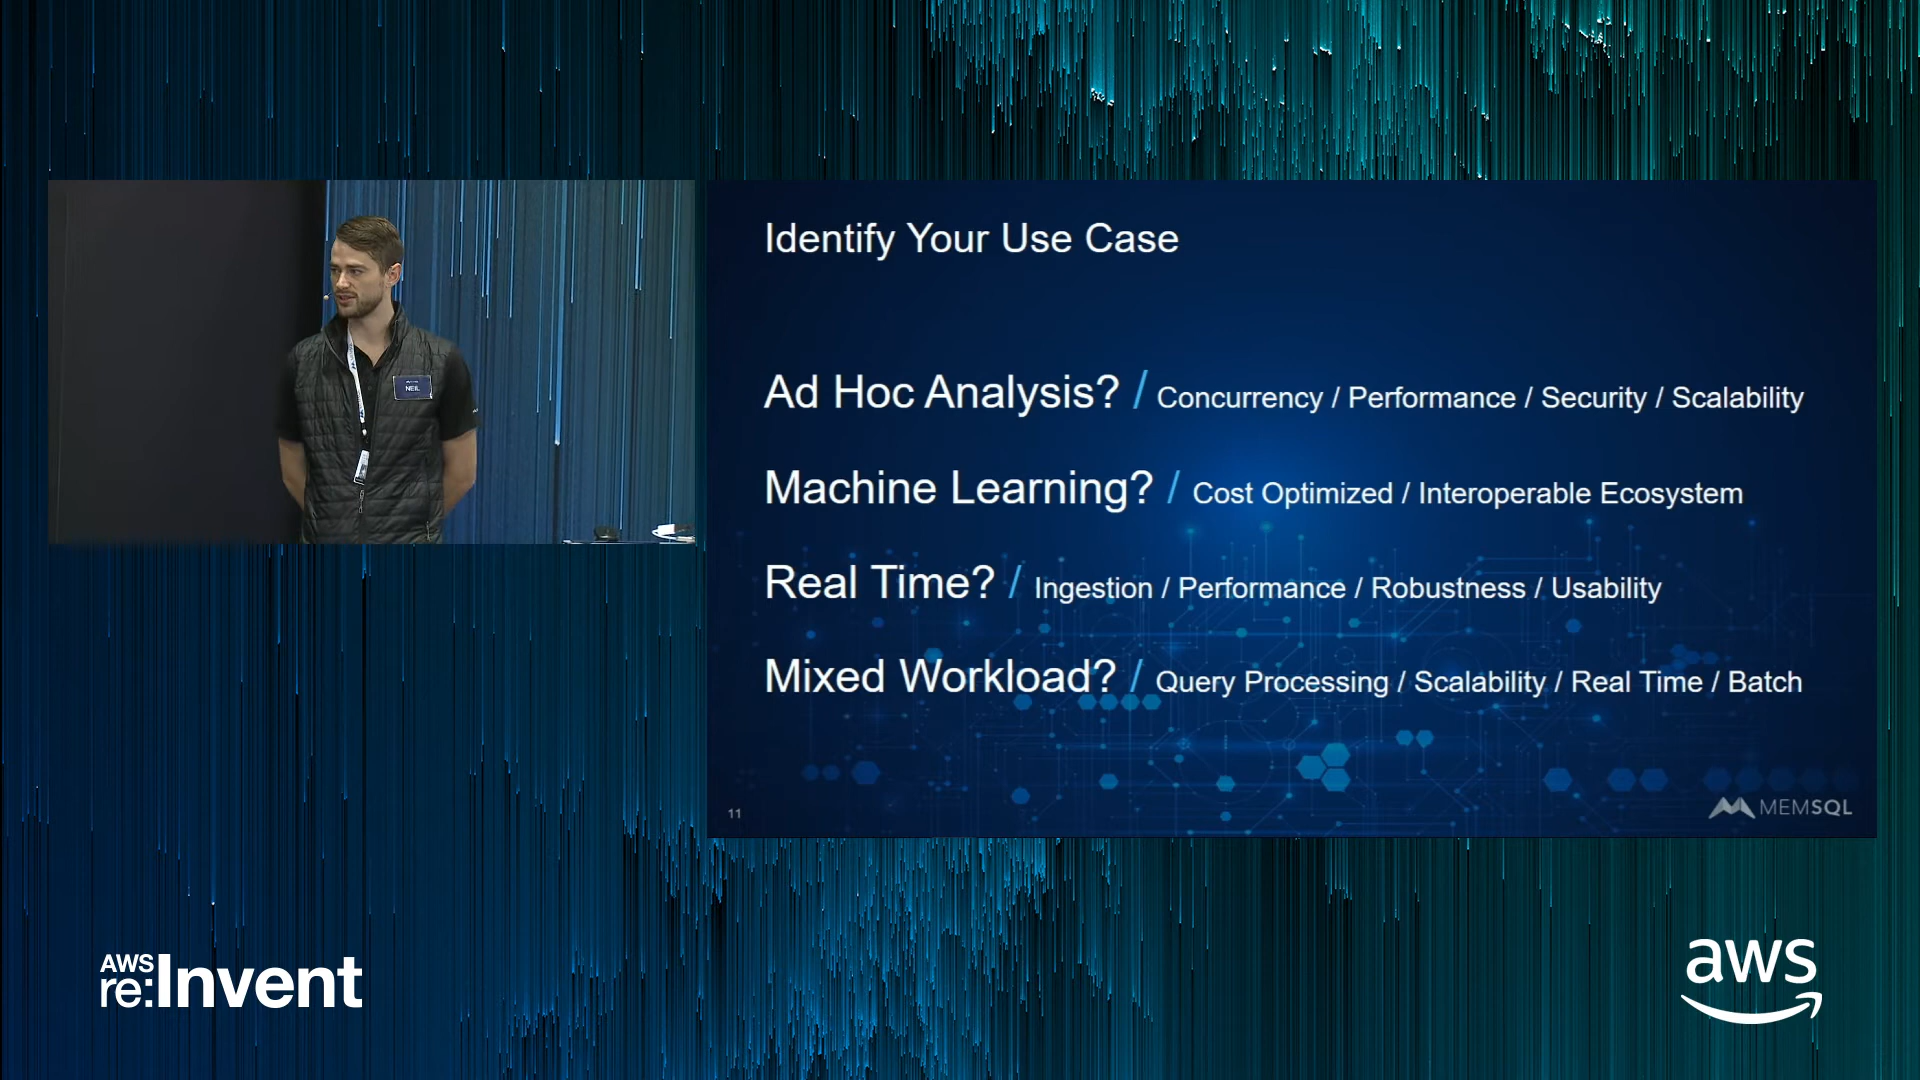 NEIL
Identify Your Use Case
Ad Hoc Analysis? / Concurrency / Performance / Security / Scalability
Machine Learning? / Cost Optimized / Interoperable Ecosystem
Real Time? / Ingestion / Performance / Robustness / Usability
Mixed Workload? / Query Processing / Scalability / Real Time / Batch
11
MEMSQL
AWS
re:Invent
aws